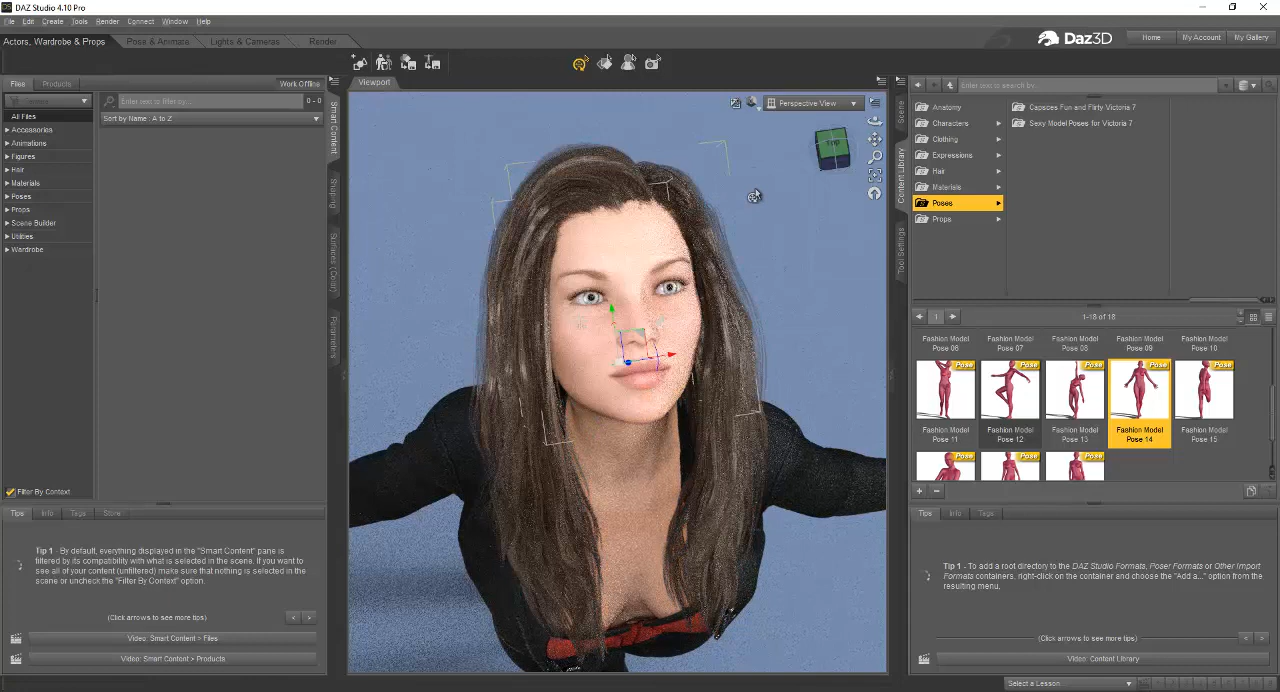 DAZ Studio 4.10 Pro
File Edit Create Tools Render Connect Window Help
Actors, Wardrobe & Props Pose & Animate Lights & Cameras Render
Daz3D Home My Account My Gallery
Files Products Work Offline
Enter text to filter by... 0 - 0
All Files
Sort by Name : A to Z
Accessories
Animations
Figures
Hair
Materials
Poses
Props
Scene Builder
Utilities
Wardrobe
Filter By Context
Smart Content
Shaping
Surfaces (Color)
Parameters
Viewport
Perspective View
Top
Scene
Content Library
Tool Settings
Enter text to search by...
Anatomy
Characters
Clothing
Expressions
Hair
Materials
Poses
Props
Capsces Fun and Flirty Victoria 7
Sexy Model Poses for Victoria 7
1 1-18 of 18
Fashion Model Pose 06
Fashion Model Pose 07
Fashion Model Pose 08
Fashion Model Pose 09
Fashion Model Pose 10
Pose Pose Pose Pose Pose
Fashion Model Pose 11
Fashion Model Pose 12
Fashion Model Pose 13
Fashion Model Pose 14
Fashion Model Pose 15
Pose Pose Pose
Tips Info Tags Store
Tip 1 - By default, everything displayed in the "Smart Content" pane is
filtered by its compatibility with what is selected in the scene. If you want to
see all of your content (unfiltered) make sure that nothing is selected in the
scene or uncheck the "Filter By Context" option.
(Click arrows to see more tips) < >
Video: Smart Content > Files
Video: Smart Content > Products
Tips Info Tags
Tip 1 - To add a root directory to the DAZ Studio Formats, Poser Formats or Other Import
Formats containers, right-click on the container and choose the "Add a..." option from the
resulting menu.
(Click arrows to see more tips) < >
Video: Content Library
Select a Lesson...